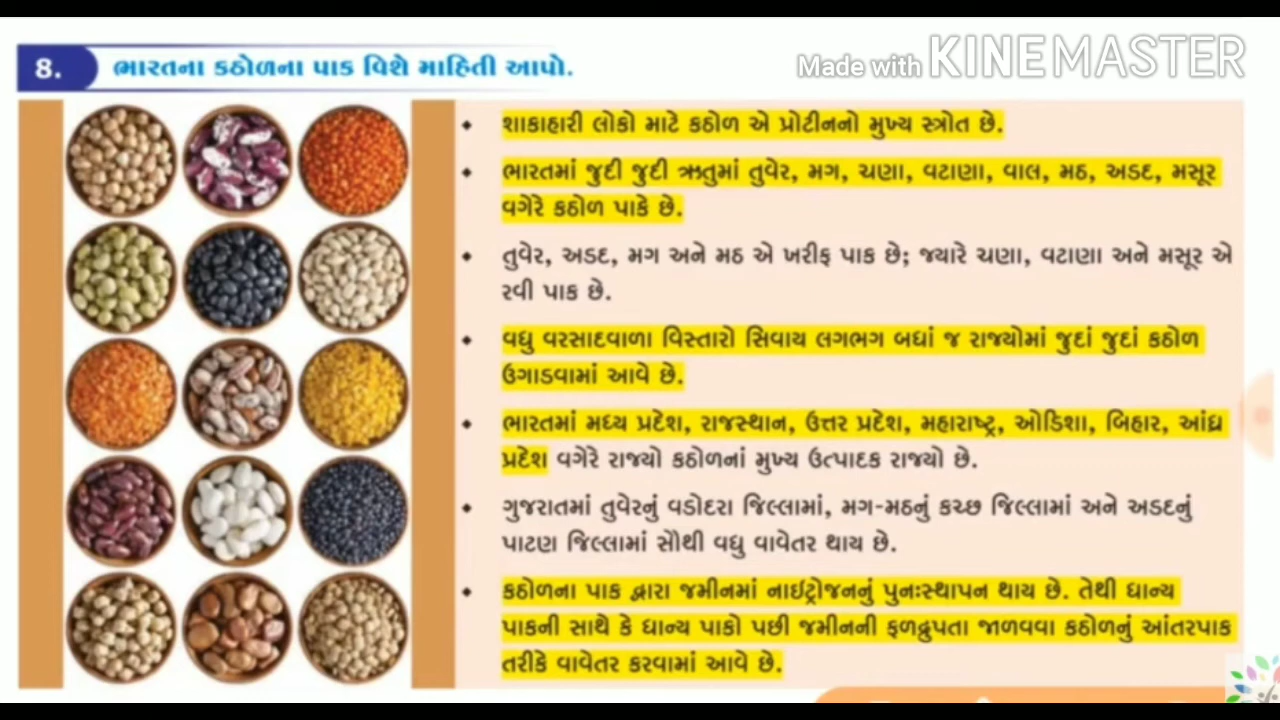 Made with KINEMASTER
8. ભારતના કઠોળના પાક વિશે માહિતી આપો.
• શાકાહારી લોકો માટે કઠોળ એ પ્રોટીનનો મુખ્ય સ્ત્રોત છે.
• ભારતમાં જુદી જુદી ઋતુમાં તુવેર, મગ, ચણા, વટાણા, વાલ, મઠ, અડદ, મસૂર
વગેરે કઠોળ પાકે છે.
• તુવેર, અડદ, મગ અને મઠ એ ખરીફ પાક છે; જ્યારે ચણા, વટાણા અને મસૂર એ
રવી પાક છે.
• વધુ વરસાદવાળા વિસ્તારો સિવાય લગભગ બધાં જ રાજ્યોમાં જુદાં જુદાં કઠોળ
ઉગાડવામાં આવે છે.
• ભારતમાં મધ્ય પ્રદેશ, રાજસ્થાન, ઉત્તર પ્રદેશ, મહારાષ્ટ્ર, ઓડિશા, બિહાર, આંધ્ર
પ્રદેશ વગેરે રાજ્યો કઠોળનાં મુખ્ય ઉત્પાદક રાજ્યો છે.
• ગુજરાતમાં તુવેરનું વડોદરા જિલ્લામાં, મગ-મઠનું કચ્છ જિલ્લામાં અને અડદનું
પાટણ જિલ્લામાં સૌથી વધુ વાવેતર થાય છે.
• કઠોળના પાક દ્વારા જમીનમાં નાઈટ્રોજનનું પુનઃસ્થાપન થાય છે. તેથી ધાન્ય
પાકની સાથે કે ધાન્ય પાકો પછી જમીનની ફળદ્રુપતા જાળવવા કઠોળનું આંતરપાક
તરીકે વાવેતર કરવામાં આવે છે.